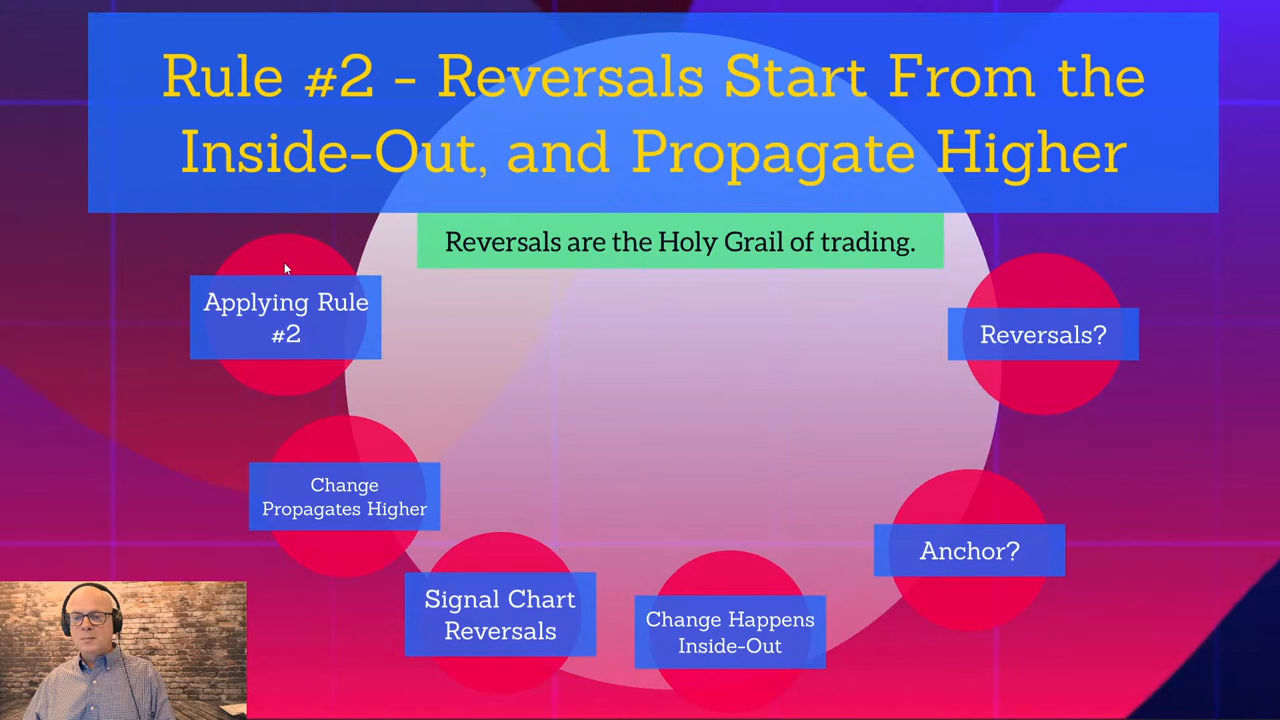 Rule #2 - Reversals Start From the
Inside-Out, and Propagate Higher
Reversals are the Holy Grail of trading.
Applying Rule
#2
Reversals?
Change
Propagates Higher
Anchor?
Signal Chart
Reversals
Change Happens
Inside-Out